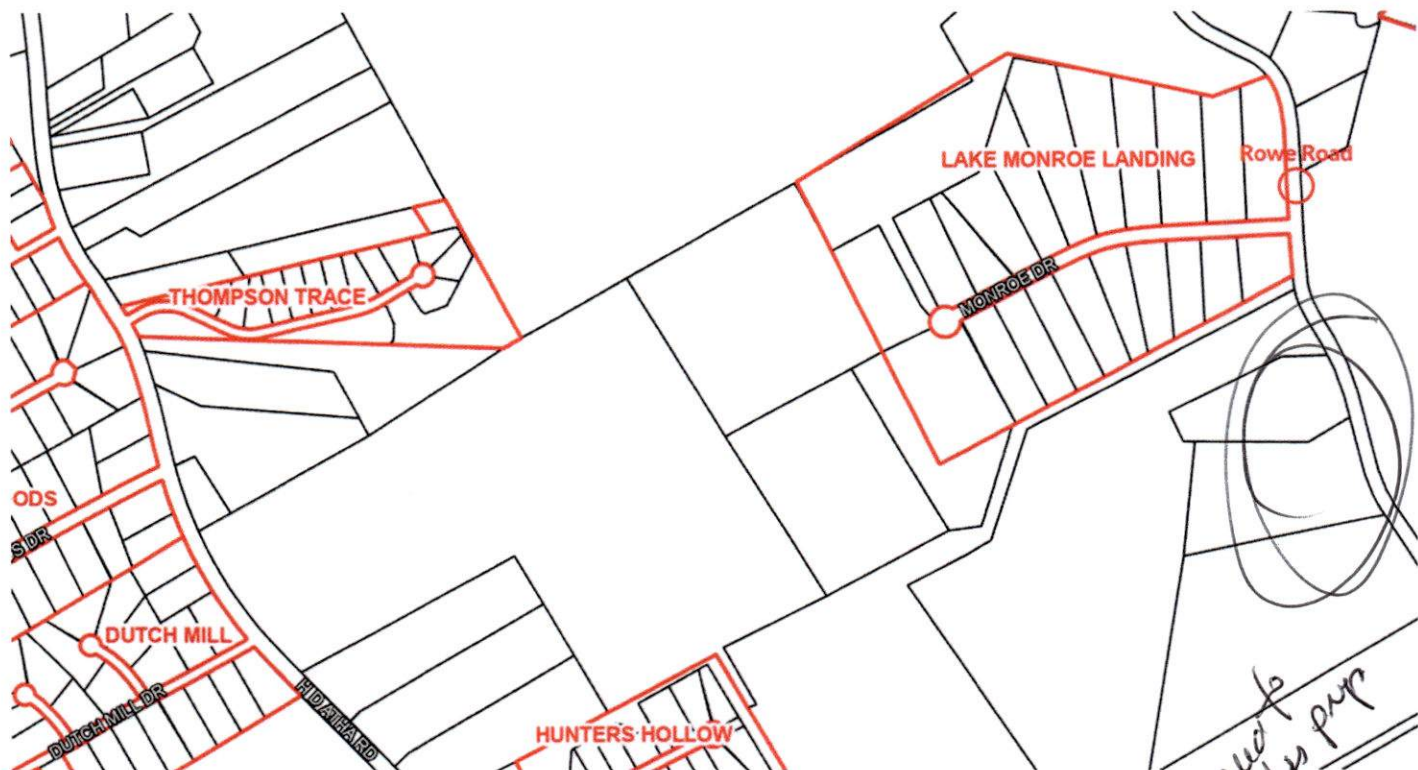 LAKE MONROE LANDING
Rowe Road
MONROE DR
THOMPSON TRACE
ODS
S DR
DUTCH MILL
DUTCH MILL DR
H D ATHA RD
HUNTERS HOLLOW